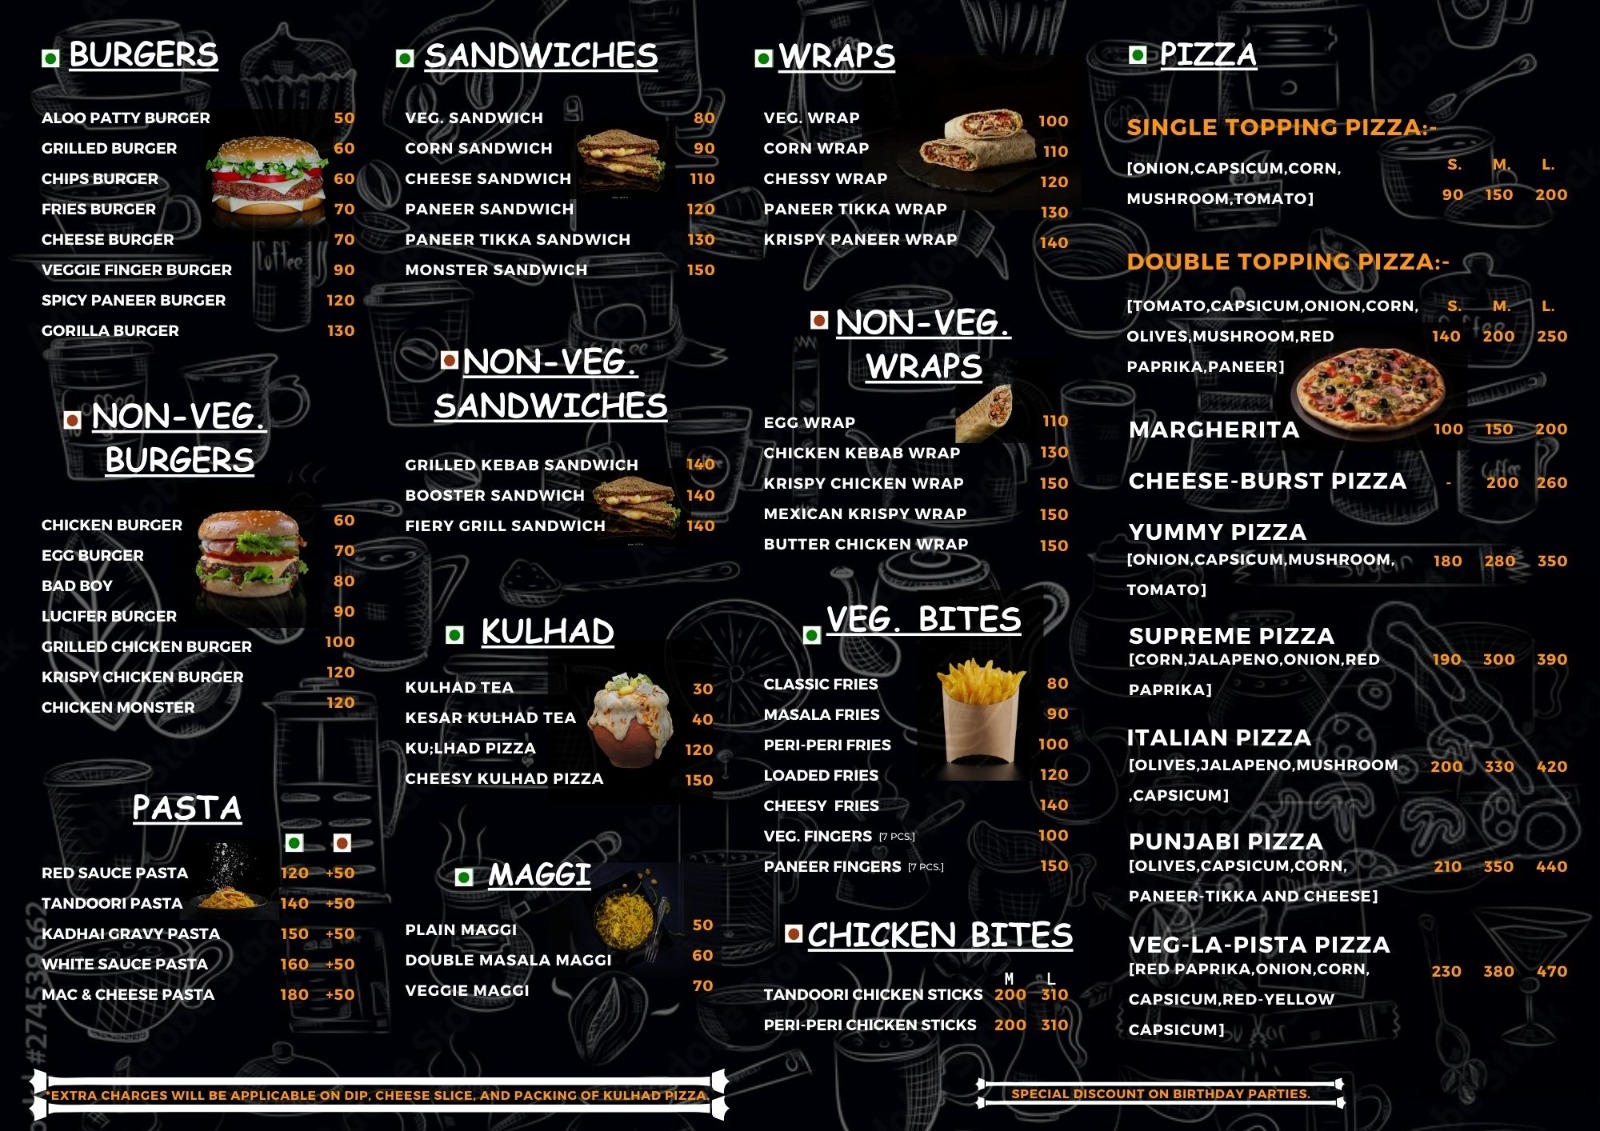 BURGERS
ALOO PATTY BURGER 50
GRILLED BURGER 60
CHIPS BURGER 60
FRIES BURGER 70
CHEESE BURGER 70
VEGGIE FINGER BURGER 90
SPICY PANEER BURGER 120
GORILLA BURGER 130
NON-VEG.
BURGERS
CHICKEN BURGER 60
EGG BURGER 70
BAD BOY 80
LUCIFER BURGER 90
GRILLED CHICKEN BURGER 100
KRISPY CHICKEN BURGER 120
CHICKEN MONSTER 120
PASTA
RED SAUCE PASTA 120 +50
TANDOORI PASTA 140 +50
KADHAI GRAVY PASTA 150 +50
WHITE SAUCE PASTA 160 +50
MAC & CHEESE PASTA 180 +50
SANDWICHES
VEG. SANDWICH 80
CORN SANDWICH 90
CHEESE SANDWICH 110
PANEER SANDWICH 120
PANEER TIKKA SANDWICH 130
MONSTER SANDWICH 150
NON-VEG.
SANDWICHES
GRILLED KEBAB SANDWICH 140
BOOSTER SANDWICH 140
FIERY GRILL SANDWICH 140
KULHAD
KULHAD TEA 30
KESAR KULHAD TEA 40
KU;LHAD PIZZA 120
CHEESY KULHAD PIZZA 150
MAGGI
PLAIN MAGGI 50
DOUBLE MASALA MAGGI 60
VEGGIE MAGGI 70
WRAPS
VEG. WRAP 100
CORN WRAP 110
CHESSY WRAP 120
PANEER TIKKA WRAP 130
KRISPY PANEER WRAP 140
NON-VEG.
WRAPS
EGG WRAP 110
CHICKEN KEBAB WRAP 130
KRISPY CHICKEN WRAP 150
MEXICAN KRISPY WRAP 150
BUTTER CHICKEN WRAP 150
VEG. BITES
CLASSIC FRIES 80
MASALA FRIES 90
PERI-PERI FRIES 100
LOADED FRIES 120
CHEESY FRIES 140
VEG. FINGERS [7 PCS.] 100
PANEER FINGERS [7 PCS.] 150
CHICKEN BITES
M L
TANDOORI CHICKEN STICKS 200 310
PERI-PERI CHICKEN STICKS 200 310
PIZZA
SINGLE TOPPING PIZZA:-
[ONION,CAPSICUM,CORN, S. M. L.
MUSHROOM,TOMATO] 90 150 200
DOUBLE TOPPING PIZZA:-
[TOMATO,CAPSICUM,ONION,CORN, S. M. L.
OLIVES,MUSHROOM,RED 140 200 250
PAPRIKA,PANEER]
MARGHERITA 100 150 200
CHEESE-BURST PIZZA - 200 260
YUMMY PIZZA
[ONION,CAPSICUM,MUSHROOM, 180 280 350
TOMATO]
SUPREME PIZZA
[CORN,JALAPENO,ONION,RED 190 300 390
PAPRIKA]
ITALIAN PIZZA
[OLIVES,JALAPENO,MUSHROOM 200 330 420
,CAPSICUM]
PUNJABI PIZZA
[OLIVES,CAPSICUM,CORN, 210 350 440
PANEER-TIKKA AND CHEESE]
VEG-LA-PISTA PIZZA
[RED PAPRIKA,ONION,CORN, 230 380 470
CAPSICUM,RED-YELLOW
CAPSICUM]
*EXTRA CHARGES WILL BE APPLICABLE ON DIP, CHEESE SLICE, AND PACKING OF KULHAD PIZZA.
SPECIAL DISCOUNT ON BIRTHDAY PARTIES.